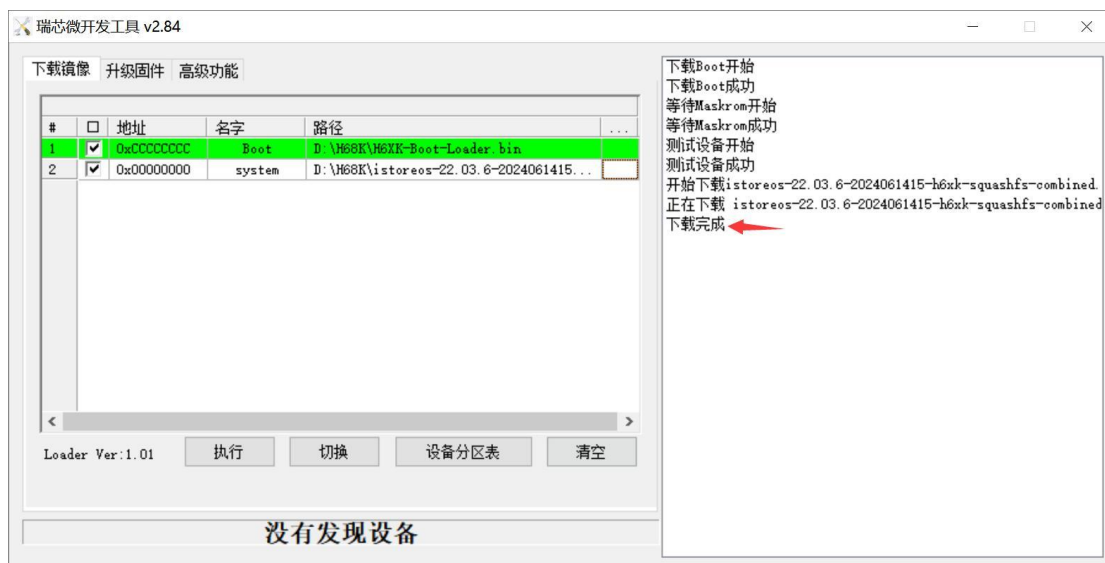 瑞芯微开发工具 v2.84
下载镜像 升级固件 高级功能
# 地址 名字 路径 ...
1 0xCCCCCCCC Boot D:\H68K\H6XK-Boot-Loader.bin
2 0x00000000 system D:\H68K\istoreos-22.03.6-2024061415...
Loader Ver:1.01 执行 切换 设备分区表 清空
没有发现设备
下载Boot开始
下载Boot成功
等待Maskrom开始
等待Maskrom成功
测试设备开始
测试设备成功
开始下载istoreos-22.03.6-2024061415-h6xk-squashfs-combined.
正在下载 istoreos-22.03.6-2024061415-h6xk-squashfs-combined
下载完成